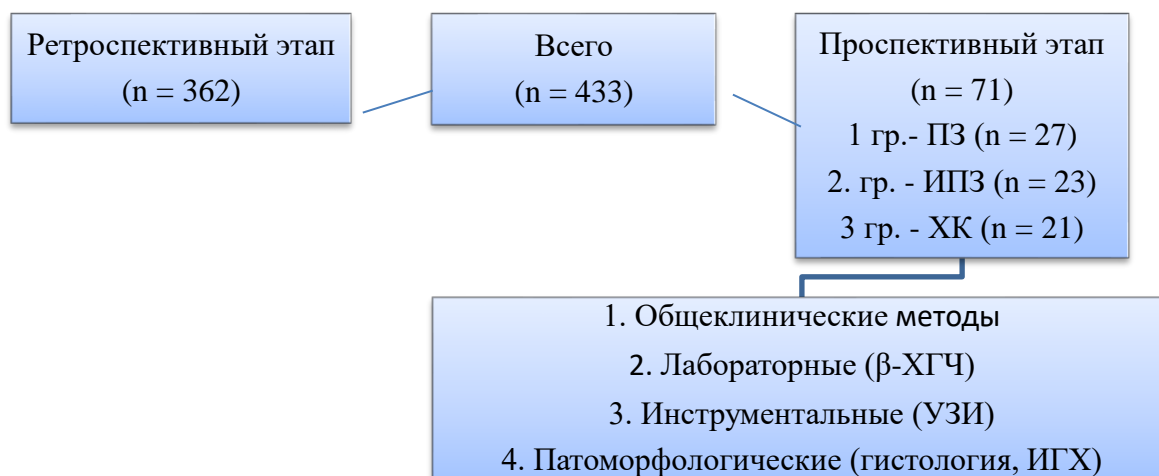 Ретроспективный этап
(n = 362)
Всего
(n = 433)
Проспективный этап
(n = 71)
1 гр.- ПЗ (n = 27)
2. гр. - ИПЗ (n = 23)
3 гр. - ХК (n = 21)
1. Общеклинические методы
2. Лабораторные (β-ХГЧ)
3. Инструментальные (УЗИ)
4. Патоморфологические (гистология, ИГХ)